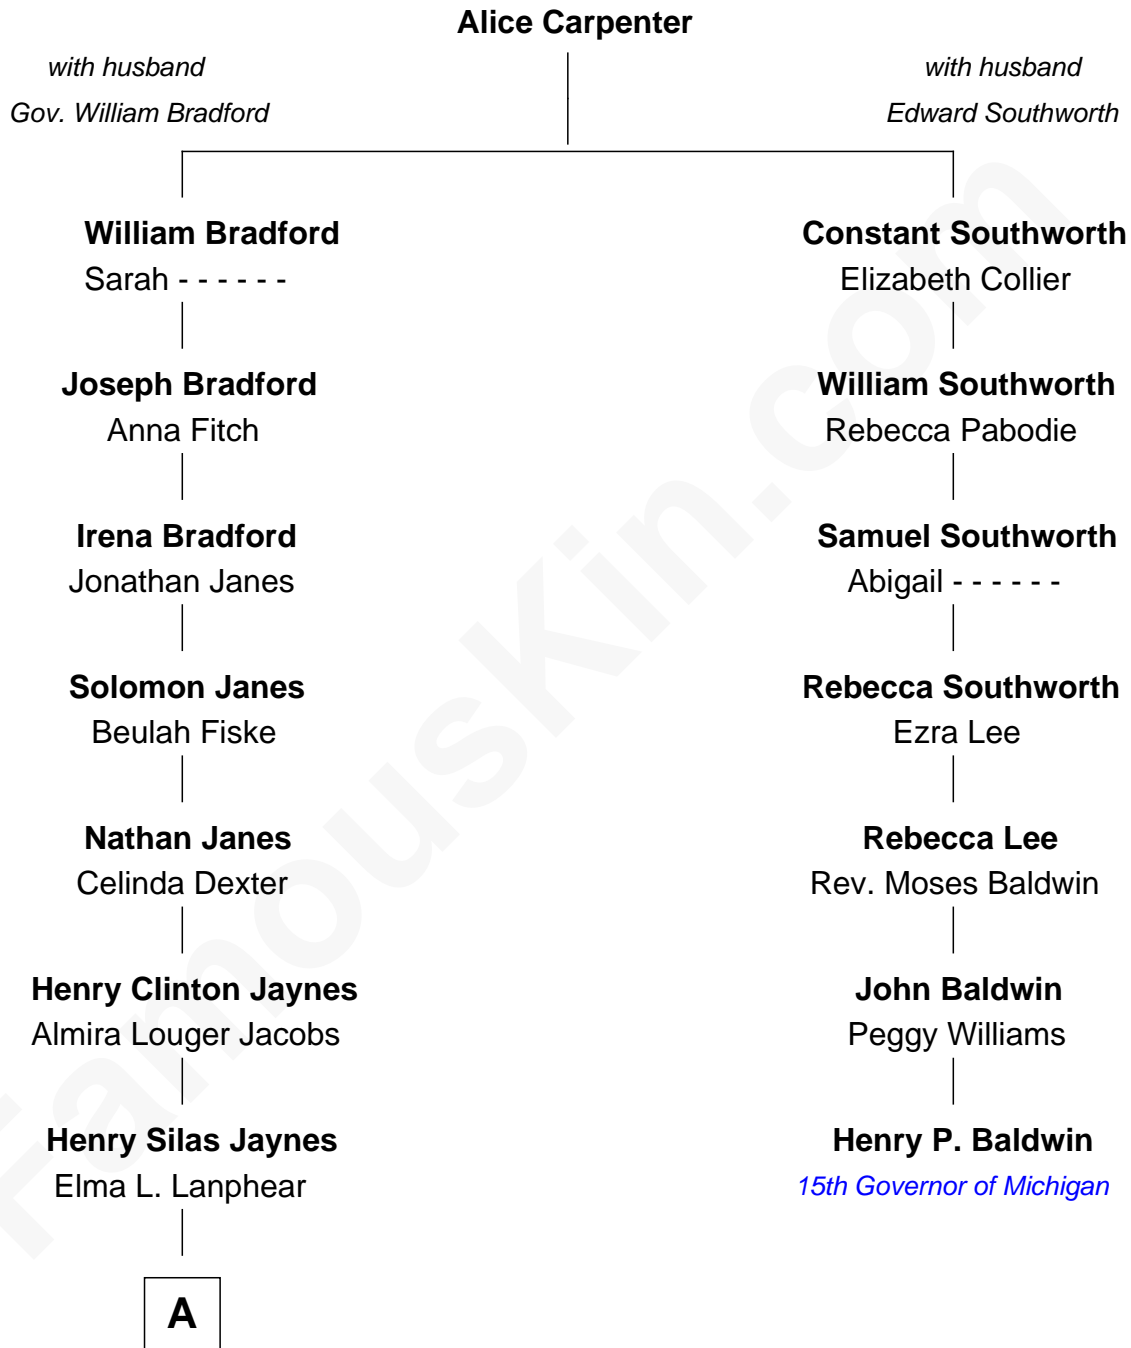 Alice Carpenter
with husband
Gov. William Bradford
with husband
Edward Southworth
William Bradford
Sarah - - - - - -
Constant Southworth
Elizabeth Collier
Joseph Bradford
Anna Fitch
William Southworth
Rebecca Pabodie
Irena Bradford
Jonathan Janes
Samuel Southworth
Abigail - - - - - -
Solomon Janes
Beulah Fiske
Rebecca Southworth
Ezra Lee
Nathan Janes
Celinda Dexter
Rebecca Lee
Rev. Moses Baldwin
Henry Clinton Jaynes
Almira Louger Jacobs
John Baldwin
Peggy Williams
Henry Silas Jaynes
Elma L. Lanphear
Henry P. Baldwin
15th Governor of Michigan
A
FamousKin.com